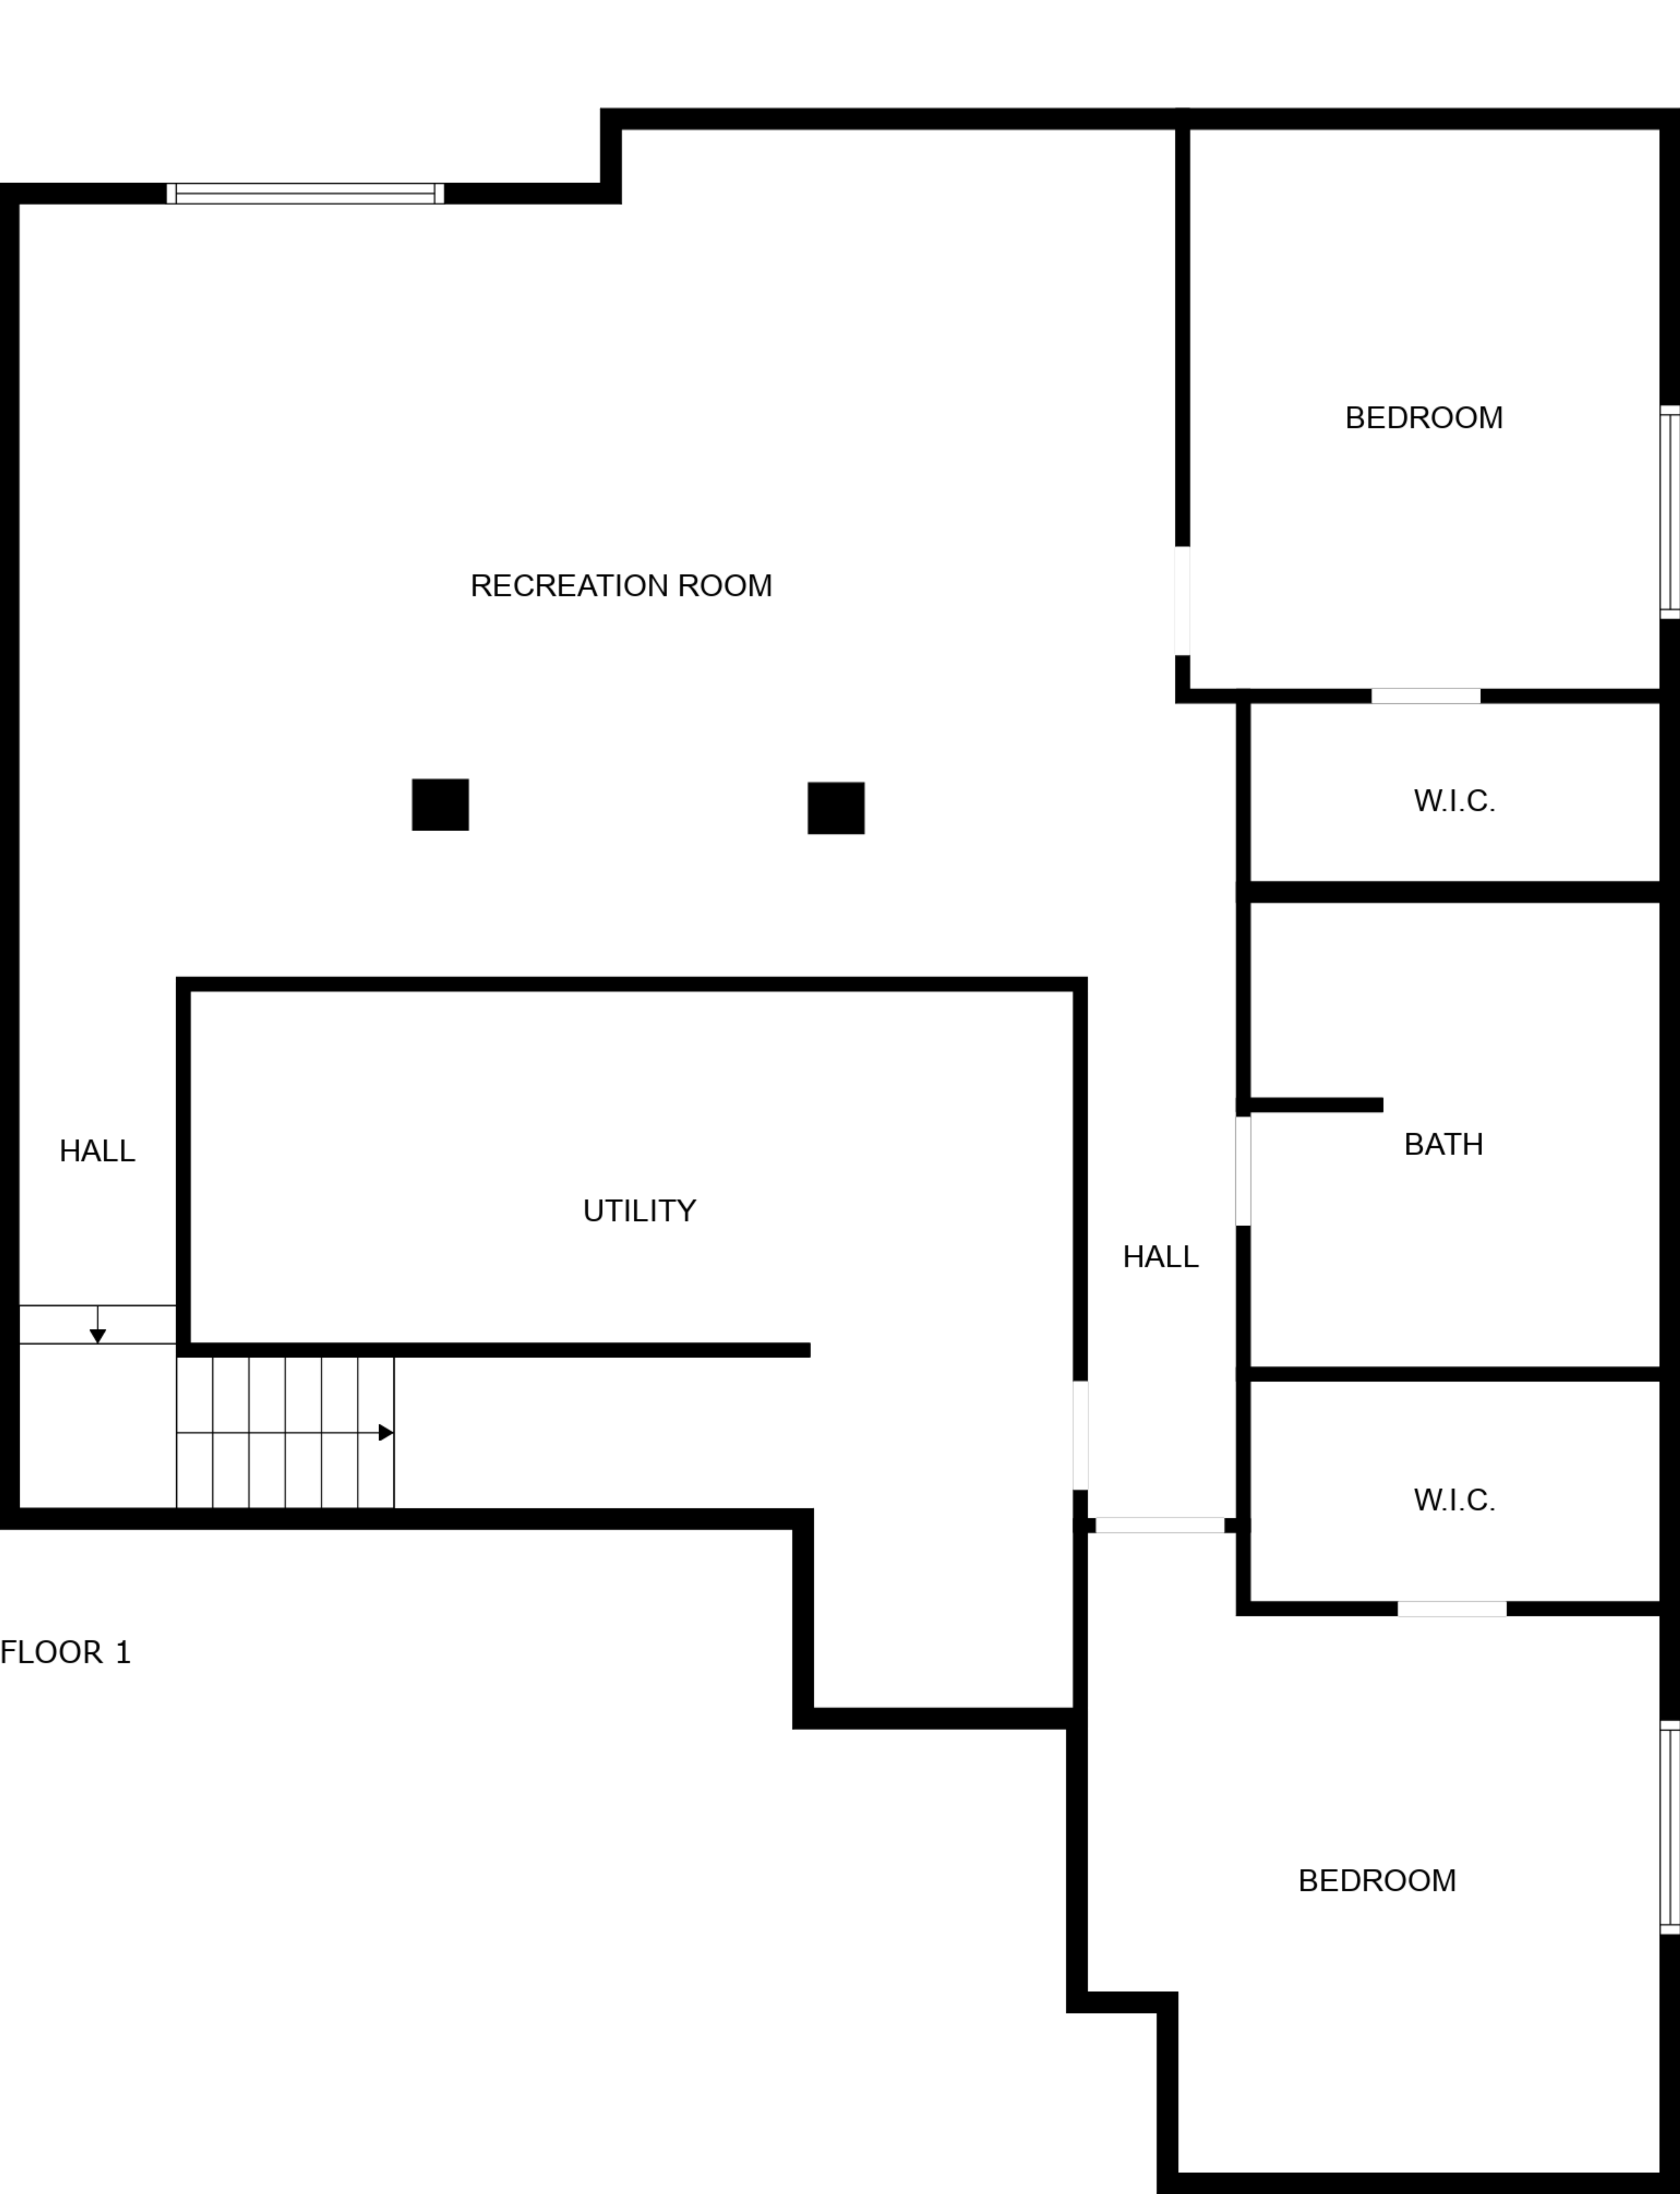 BEDROOM
RECREATION ROOM
W.I.C.
BATH
HALL
UTILITY
HALL
W.I.C.
FLOOR 1
BEDROOM